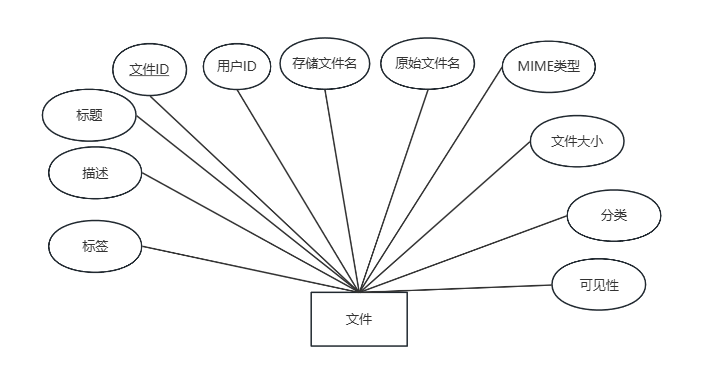 文件ID
用户ID
存储文件名
原始文件名
MIME类型
标题
文件大小
描述
分类
标签
可见性
文件